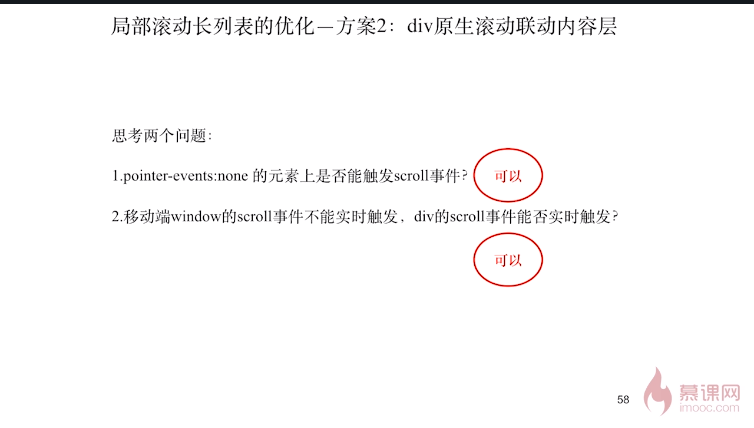 局部滚动长列表的优化—方案2：div原生滚动联动内容层
思考两个问题：
1.pointer-events:none 的元素上是否能触发scroll事件? 可以
2.移动端window的scroll事件不能实时触发，div的scroll事件能否实时触发?
可以
58
慕课网
imooc.com